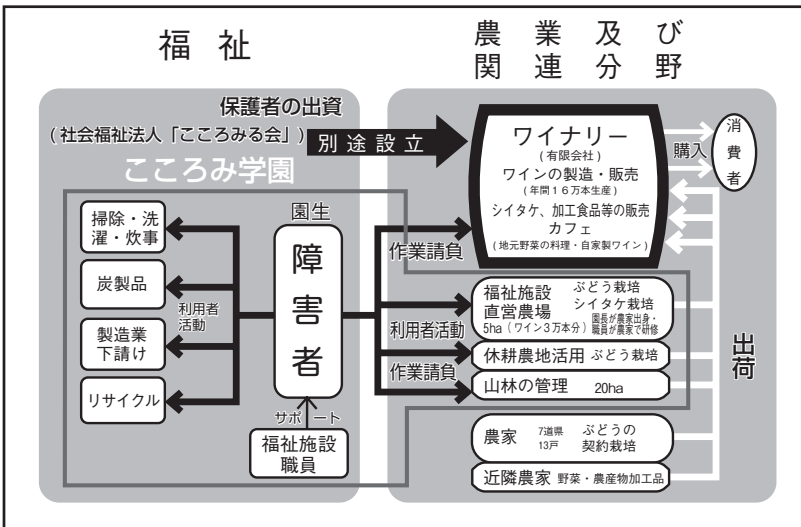 福祉
農業及び
関連分野
保護者の出資
(社会福祉法人「こころみる会」)
別途設立
こころみ学園
ワイナリー
(有限会社)
ワインの製造・販売
(年間16万本生産)
シイタケ、加工食品等の販売
カフェ
(地元野菜の料理・自家製ワイン)
購入
消費者
園生
障害者
掃除・洗
濯・炊事
炭製品
製造業
下請け
リサイクル
利用者
活動
サポート
福祉施設
職員
作業請負
利用者活動
作業請負
福祉施設
直営農場
5ha(ワイン3万本分)
ぶどう栽培
シイタケ栽培
園長が農家出身・
職員が農家で研修
休耕農地活用 ぶどう栽培
山林の管理 20ha
農家
7道県
13戸
ぶどうの
契約栽培
近隣農家 野菜・農産物加工品
出荷